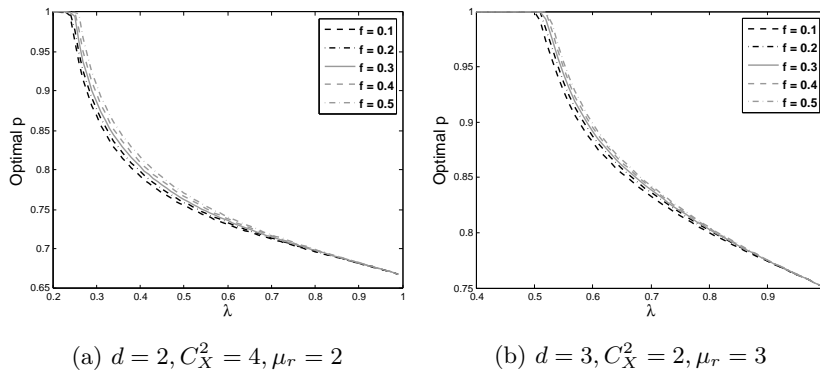 1
0.95
0.9
0.85
0.8
0.75
0.7
0.65
Optimal p
0.2 0.3 0.4 0.5 0.6 0.7 0.8 0.9 1
λ
f = 0.1
f = 0.2
f = 0.3
f = 0.4
f = 0.5
(a) d = 2, C_X^2 = 4, μ_r = 2
1
0.95
0.9
0.85
0.8
0.75
Optimal p
0.4 0.5 0.6 0.7 0.8 0.9
λ
f = 0.1
f = 0.2
f = 0.3
f = 0.4
f = 0.5
(b) d = 3, C_X^2 = 2, μ_r = 3